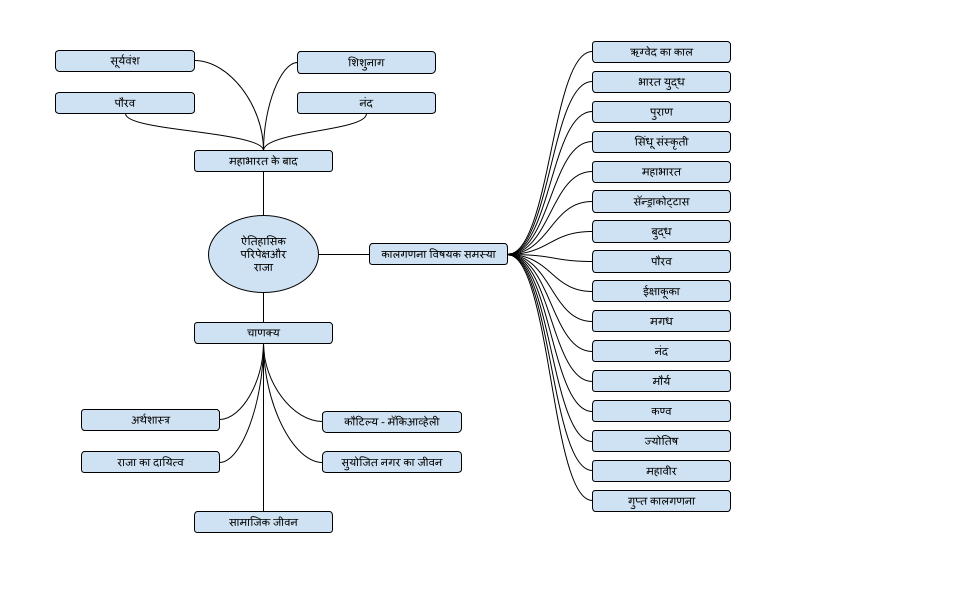 सूर्यवंश
शिशुनाग
पौरव
नंद
महाभारत के बाद
ऐतिहासिक
परिपेक्षऔर
राजा
कालगणना विषयक समस्या
चाणक्य
अर्थशास्त्र
कौटिल्य - मॅकिआव्हेली
राजा का दायित्व
सुयोजित नगर का जीवन
सामाजिक जीवन
ऋग्वेद का काल
भारत युद्ध
पुराण
सिंधू संस्कृती
महाभारत
सॅन्ड्राकोट्टास
बुद्ध
पौरव
ईक्षाकूका
मगध
नंद
मौर्य
कण्व
ज्योतिष
महावीर
गुप्त कालगणना